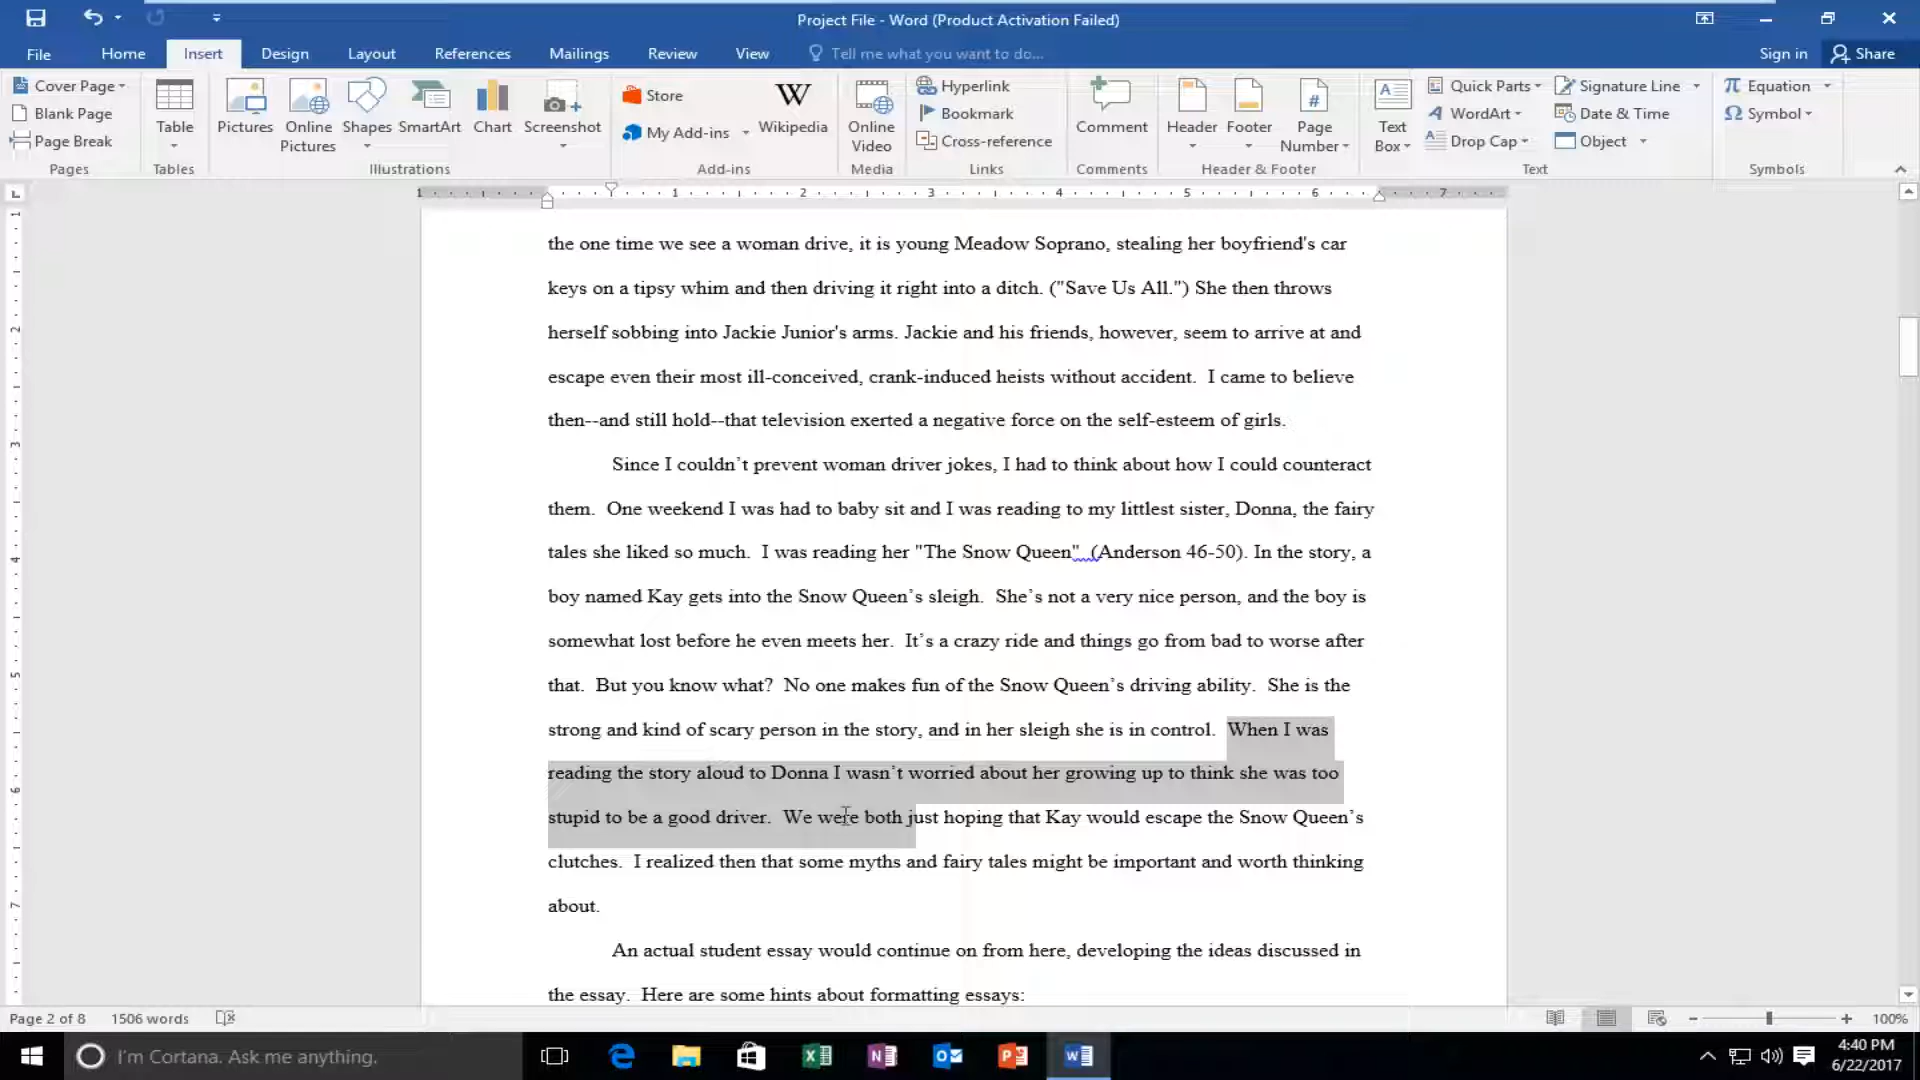 Project File - Word (Product Activation Failed)
File Home Insert Design Layout References Mailings Review View Tell me what you want to do... Sign in Share
Cover Page
Blank Page
Page Break
Pages
Table
Tables
Pictures
Online Pictures
Shapes
SmartArt
Chart
Screenshot
Illustrations
Store
My Add-ins
Wikipedia
Add-ins
Online Video
Media
Hyperlink
Bookmark
Cross-reference
Links
Comment
Comments
Header
Footer
Page Number
Header & Footer
Text Box
Quick Parts
WordArt
Drop Cap
Signature Line
Date & Time
Object
Text
Equation
Symbol
Symbols
1 1 2 3 4 5 6 7
1
2
3
4
5
6
7
the one time we see a woman drive, it is young Meadow Soprano, stealing her boyfriend's car
keys on a tipsy whim and then driving it right into a ditch. ("Save Us All.") She then throws
herself sobbing into Jackie Junior's arms. Jackie and his friends, however, seem to arrive at and
escape even their most ill-conceived, crank-induced heists without accident.  I came to believe
then--and still hold--that television exerted a negative force on the self-esteem of girls.
Since I couldn’t prevent woman driver jokes, I had to think about how I could counteract
them.  One weekend I was had to baby sit and I was reading to my littlest sister, Donna, the fairy
tales she liked so much.  I was reading her "The Snow Queen"  (Anderson 46-50). In the story, a
boy named Kay gets into the Snow Queen’s sleigh.  She’s not a very nice person, and the boy is
somewhat lost before he even meets her.  It’s a crazy ride and things go from bad to worse after
that.  But you know what?  No one makes fun of the Snow Queen’s driving ability.  She is the
strong and kind of scary person in the story, and in her sleigh she is in control.  When I was
reading the story aloud to Donna I wasn’t worried about her growing up to think she was too
stupid to be a good driver.  We were both just hoping that Kay would escape the Snow Queen’s
clutches.  I realized then that some myths and fairy tales might be important and worth thinking
about.
An actual student essay would continue on from here, developing the ideas discussed in
the essay.  Here are some hints about formatting essays:
Page 2 of 8 1506 words 100%
I'm Cortana. Ask me anything.
4:40 PM
6/22/2017